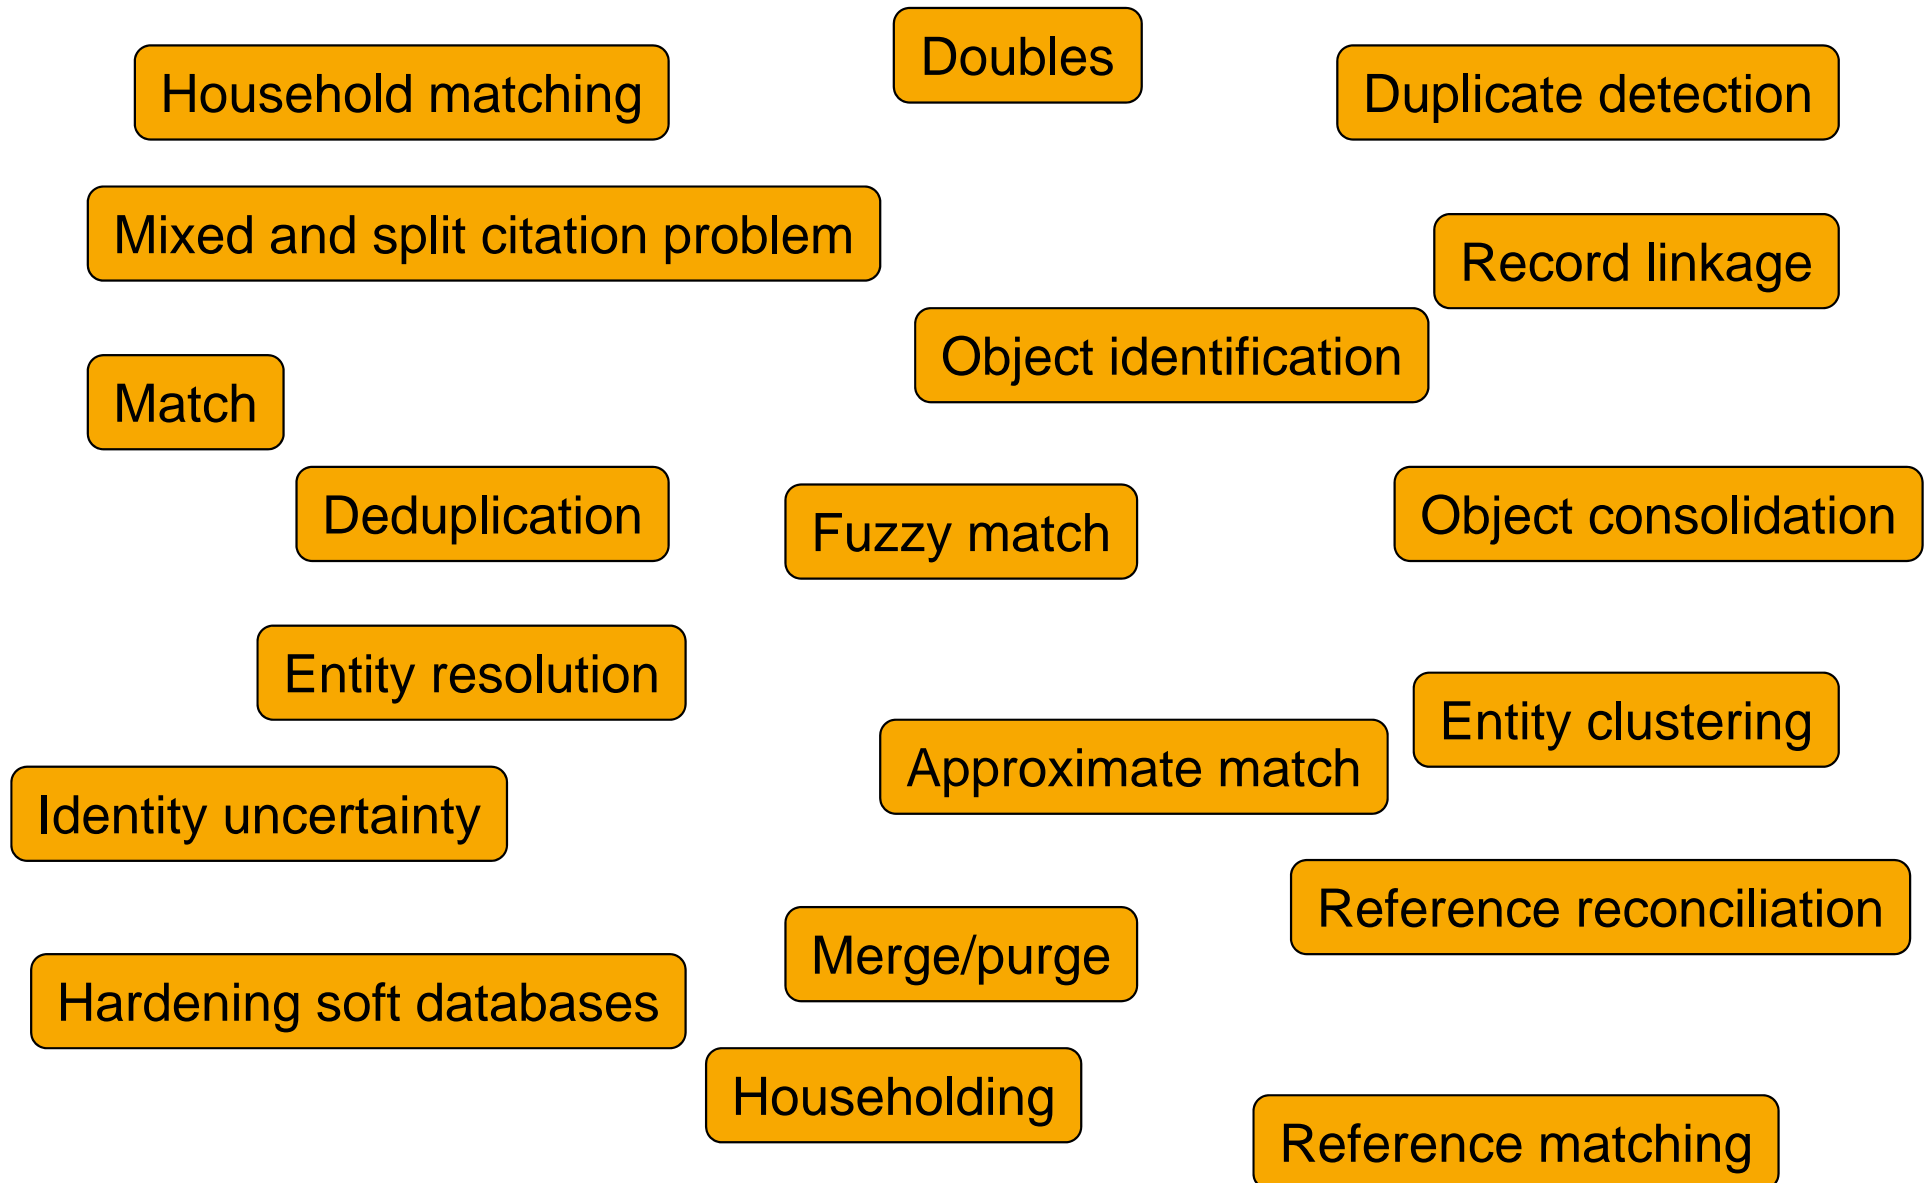 Doubles
Household matching
Duplicate detection
Mixed and split citation problem
Record linkage
Object identification
Match
Deduplication
Fuzzy match
Object consolidation
Entity resolution
Entity clustering
Approximate match
Identity uncertainty
Reference reconciliation
Merge/purge
Hardening soft databases
Householding
Reference matching